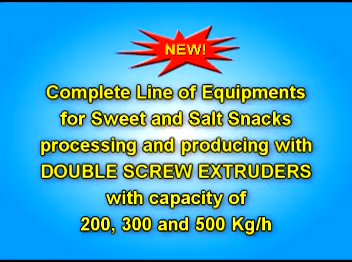 NEW!
Complete Line of Equipments
for Sweet and Salt Snacks
processing and producing with
DOUBLE SCREW EXTRUDERS
with capacity of
200, 300 and 500 Kg/h